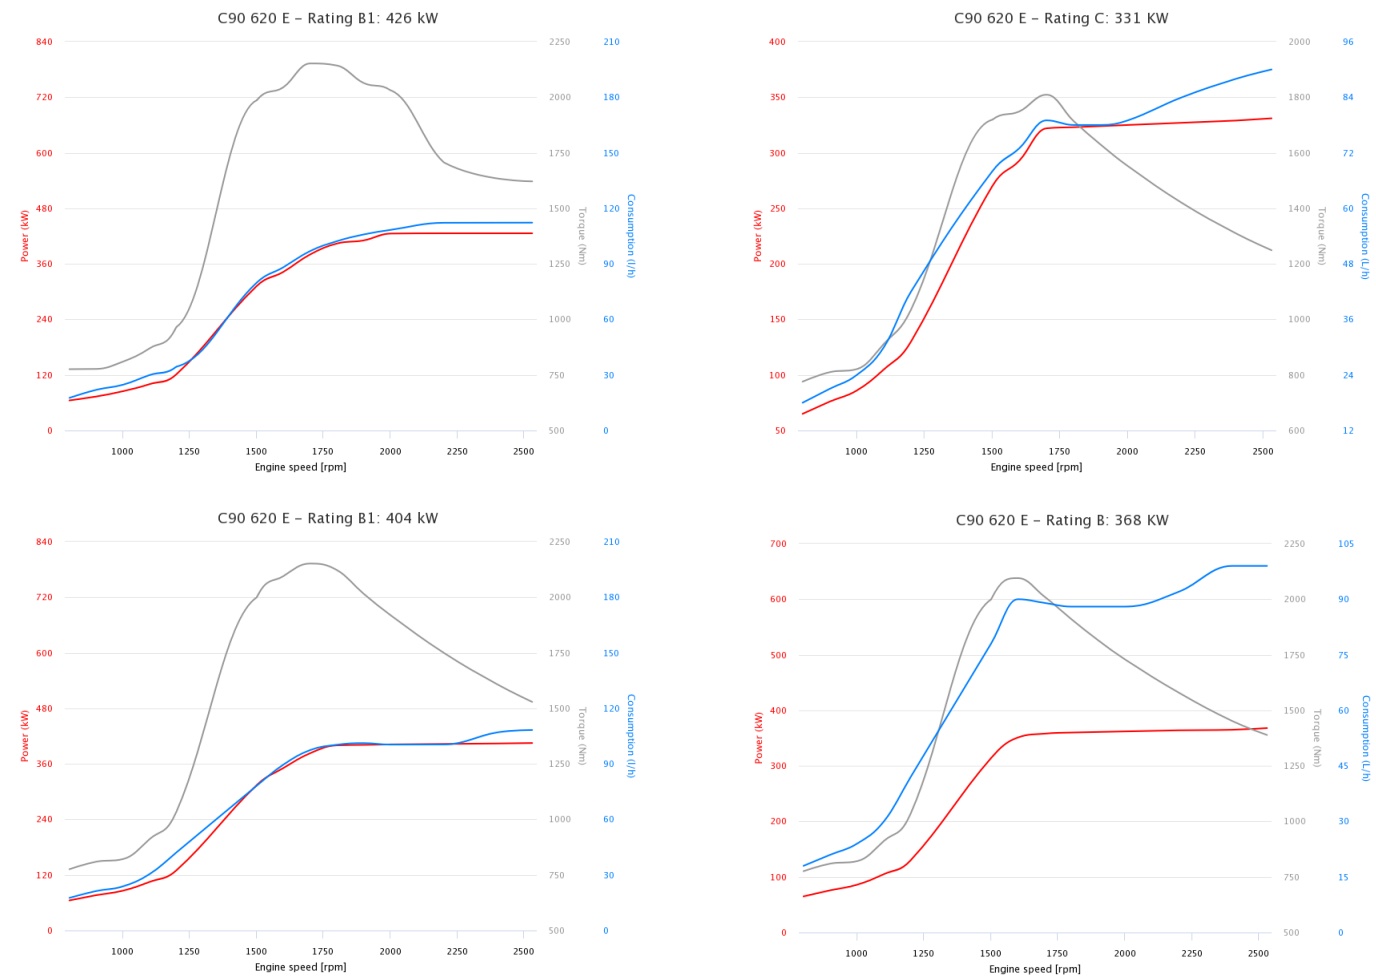 C90 620 E – Rating B1: 426 kW
840 2250 210
720 2000 180
600 1750 150
480 1500 120
360 1250 90
240 1000 60
120 750 30
0 500 0
Power (kW)
Torque (Nm)
Consumption (l/h)
1000 1250 1500 1750 2000 2250 2500
Engine speed [rpm]
C90 620 E – Rating C: 331 KW
400 2000 96
350 1800 84
300 1600 72
250 1400 60
200 1200 48
150 1000 36
100 800 24
50 600 12
Power (kW)
Torque (Nm)
Consumption (L/h)
1000 1250 1500 1750 2000 2250 2500
Engine speed [rpm]
C90 620 E – Rating B1: 404 kW
840 2250 210
720 2000 180
600 1750 150
480 1500 120
360 1250 90
240 1000 60
120 750 30
0 500 0
Power (kW)
Torque (Nm)
Consumption (l/h)
1000 1250 1500 1750 2000 2250 2500
Engine speed [rpm]
C90 620 E – Rating B: 368 KW
700 2250 105
600 2000 90
500 1750 75
400 1500 60
300 1250 45
200 1000 30
100 750 15
0 500 0
Power (kW)
Torque (Nm)
Consumption (L/h)
1000 1250 1500 1750 2000 2250 2500
Engine speed [rpm]